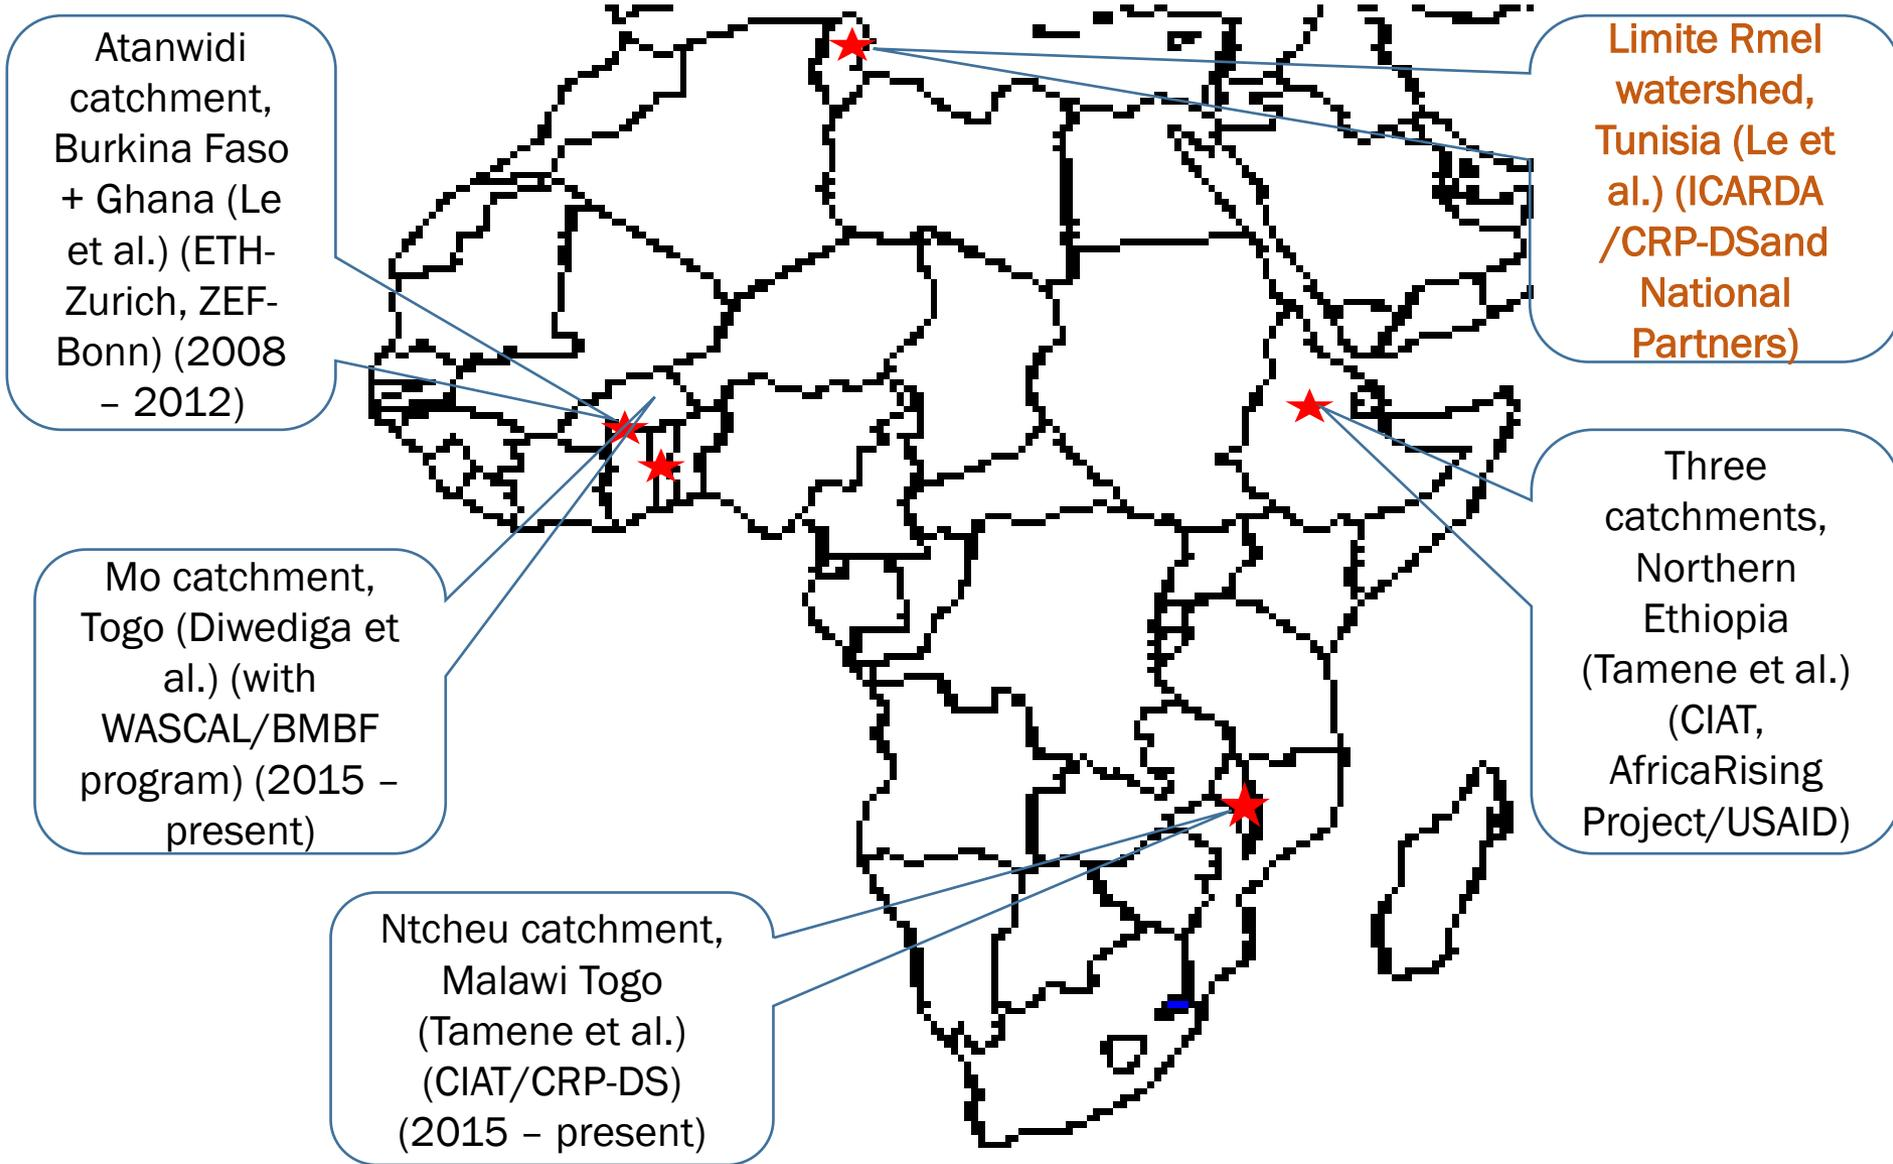 Atanwidi
catchment,
Burkina Faso
+ Ghana (Le
et al.) (ETH-
Zurich, ZEF-
Bonn) (2008
– 2012)
Limite Rmel
watershed,
Tunisia (Le et
al.) (ICARDA
/CRP-DSand
National
Partners)
Mo catchment,
Togo (Diwediga et
al.) (with
WASCAL/BMBF
program) (2015 –
present)
Three
catchments,
Northern
Ethiopia
(Tamene et al.)
(CIAT,
AfricaRising
Project/USAID)
Ntcheu catchment,
Malawi Togo
(Tamene et al.)
(CIAT/CRP-DS)
(2015 – present)